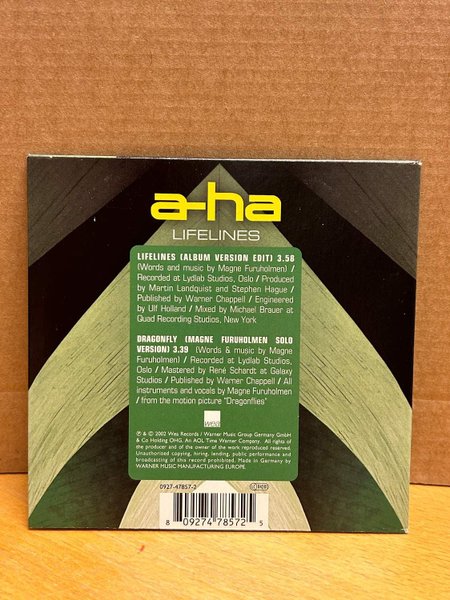 a-ha
LIFELINES
LIFELINES (ALBUM VERSION EDIT) 3.58
(Words and music by Magne Furuholmen) /
Recorded at Lydlab Studios, Oslo / Produced
by Martin Landquist and Stephen Hague /
Published by Warner Chappell / Engineered
by Ulf Holland / Mixed by Michael Brauer at
Quad Recording Studios, New York
DRAGONFLY (MAGNE FURUHOLMEN SOLO
VERSION) 3.39 (Words & music by Magne
Furuholmen) / Recorded at Lydlab Studios,
Oslo / Mastered by René Schardt at Galaxy
Studios / Published by Warner Chappell / All
instruments and vocals by Magne Furuholmen
/ from the motion picture "Dragonflies"
wea
℗ & © 2002 Wea Records / Warner Music Group Germany GmbH
& Co Holding OHG. An AOL Time Warner Company. All rights of
the producer and of the owner of the work reproduced reserved.
Unauthorised copying, hiring, lending, public performance and
broadcasting of this record prohibited. Made in Germany by
WARNER MUSIC MANUFACTURING EUROPE.
0927-47857-2
8 09274 78572 5